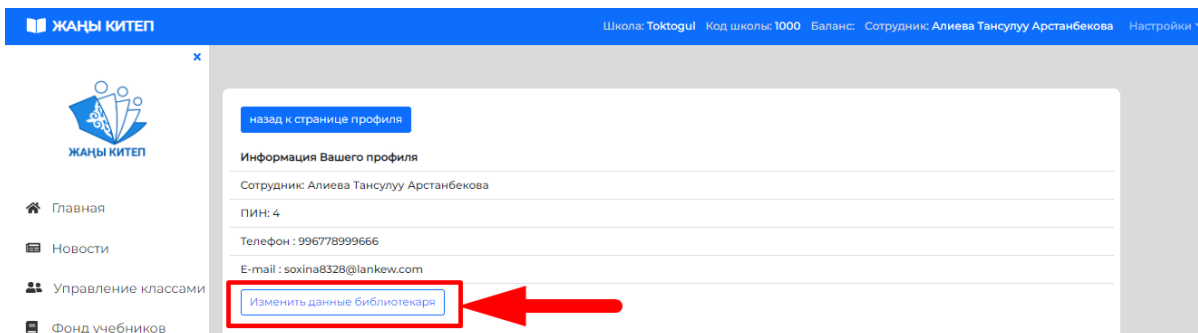 ЖАҢЫ КИТЕП
Школа: Toktogul Код школы: 1000 Баланс: Сотрудник: Алиева Тансулуу Арстанбекова Настройки
×
ЖАҢЫ КИТЕП
Главная
Новости
Управление классами
Фонд учебников
назад к странице профиля
Информация Вашего профиля
Сотрудник: Алиева Тансулуу Арстанбекова
ПИН: 4
Телефон : 996778999666
E-mail : soxina8328@lankew.com
Изменить данные библиотекаря